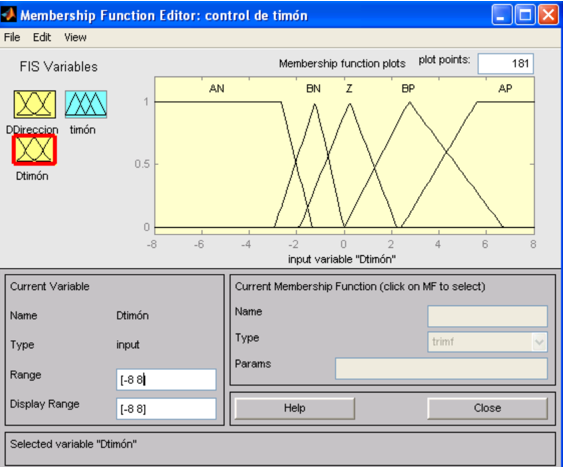 Membership Function Editor: control de timón
File Edit View
FIS Variables
DDireccion timón
Dtimón
Membership function plots plot points: 181
AN BN Z BP AP
1
0.5
0
-8 -6 -4 -2 0 2 4 6 8
input variable "Dtimón"
Current Variable
Name Dtimón
Type input
Range [-8 8]
Display Range [-8 8]
Current Membership Function (click on MF to select)
Name
Type trimf
Params
Help Close
Selected variable "Dtimón"